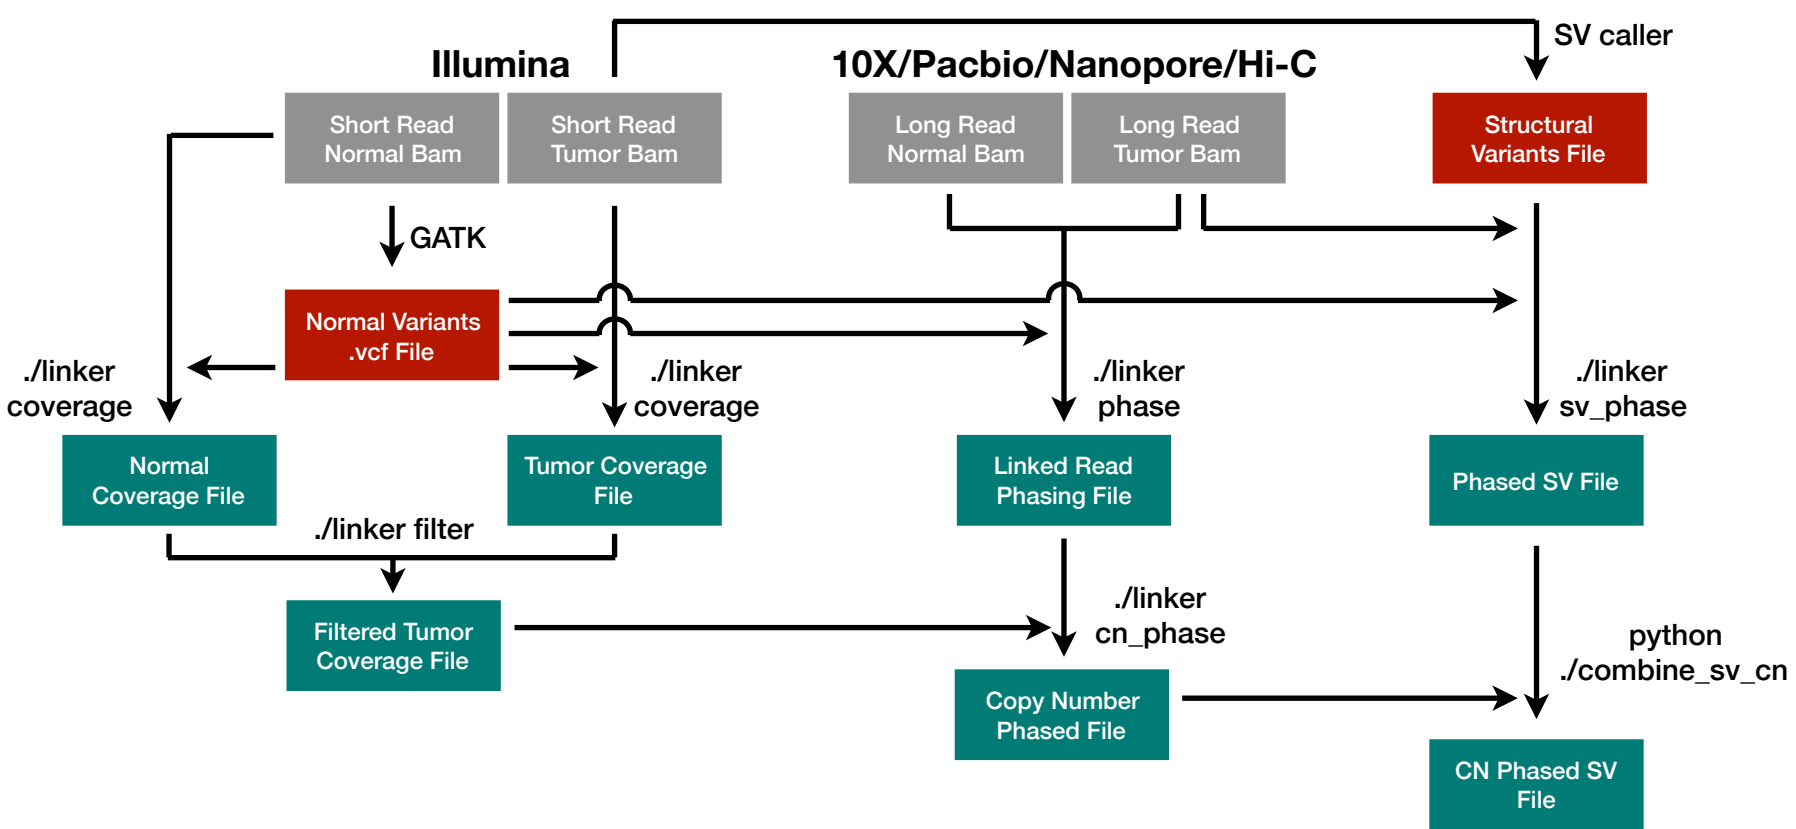 SV caller
Illumina
10X/Pacbio/Nanopore/Hi-C
Short Read
Normal Bam
Short Read
Tumor Bam
Long Read
Normal Bam
Long Read
Tumor Bam
Structural
Variants File
GATK
Normal Variants
.vcf File
./linker
coverage
./linker
coverage
./linker
phase
./linker
sv_phase
Normal
Coverage File
Tumor Coverage
File
Linked Read
Phasing File
Phased SV File
./linker filter
./linker
cn_phase
Filtered Tumor
Coverage File
python
./combine_sv_cn
Copy Number
Phased File
CN Phased SV
File